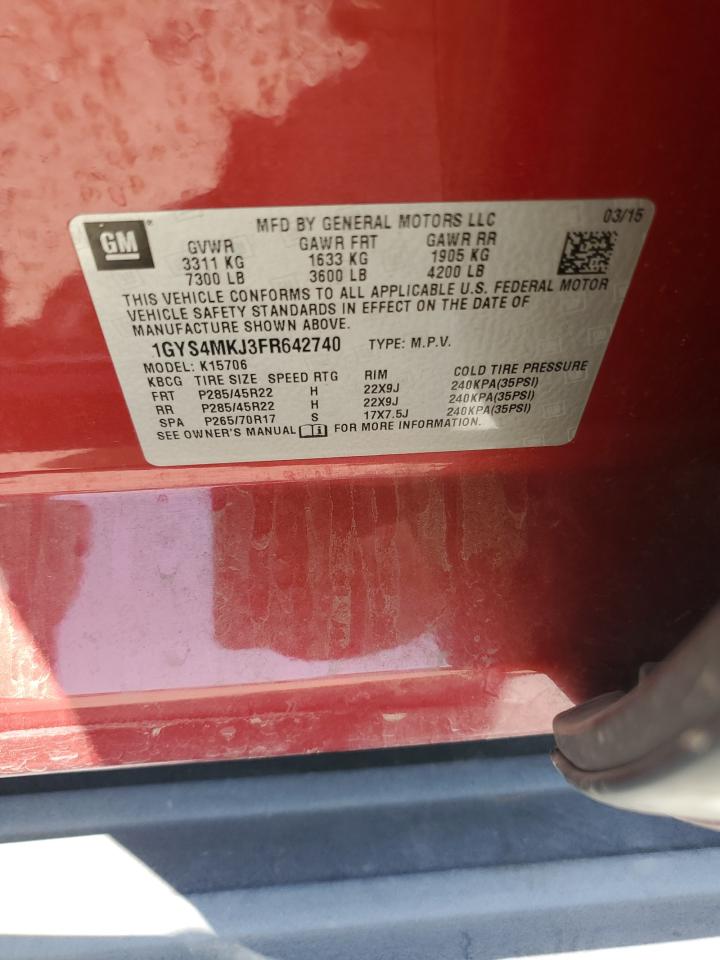 GM
MFD BY GENERAL MOTORS LLC 03/15
GVWR GAWR FRT GAWR RR
3311 KG 1633 KG 1905 KG
7300 LB 3600 LB 4200 LB
THIS VEHICLE CONFORMS TO ALL APPLICABLE U.S. FEDERAL MOTOR
VEHICLE SAFETY STANDARDS IN EFFECT ON THE DATE OF
MANUFACTURE SHOWN ABOVE.
1GYS4MKJ3FR642740 TYPE: M.P.V.
MODEL: K15706
KBCG TIRE SIZE SPEED RTG RIM COLD TIRE PRESSURE
FRT P285/45R22 H 22X9J 240KPA(35PSI)
RR P285/45R22 H 22X9J 240KPA(35PSI)
SPA P265/70R17 S 17X7.5J 240KPA(35PSI)
SEE OWNER'S MANUAL FOR MORE INFORMATION.